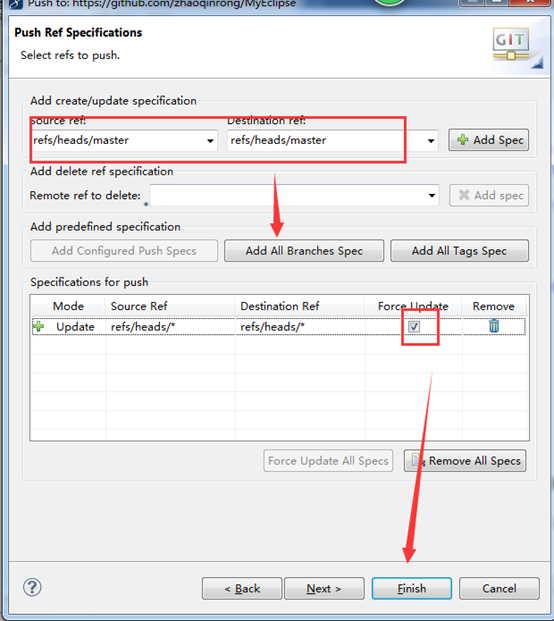 Push to: https://github.com/zhaoqinrong/MyEclipse
Push Ref Specifications
Select refs to push.
GIT
Add create/update specification
Source ref: Destination ref:
refs/heads/master refs/heads/master Add Spec
Add delete ref specification
Remote ref to delete: Add spec
Add predefined specification
Add Configured Push Specs Add All Branches Spec Add All Tags Spec
Specifications for push
Mode Source Ref Destination Ref Force Update Remove
Update refs/heads/* refs/heads/*
Force Update All Specs Remove All Specs
? < Back Next > Finish Cancel